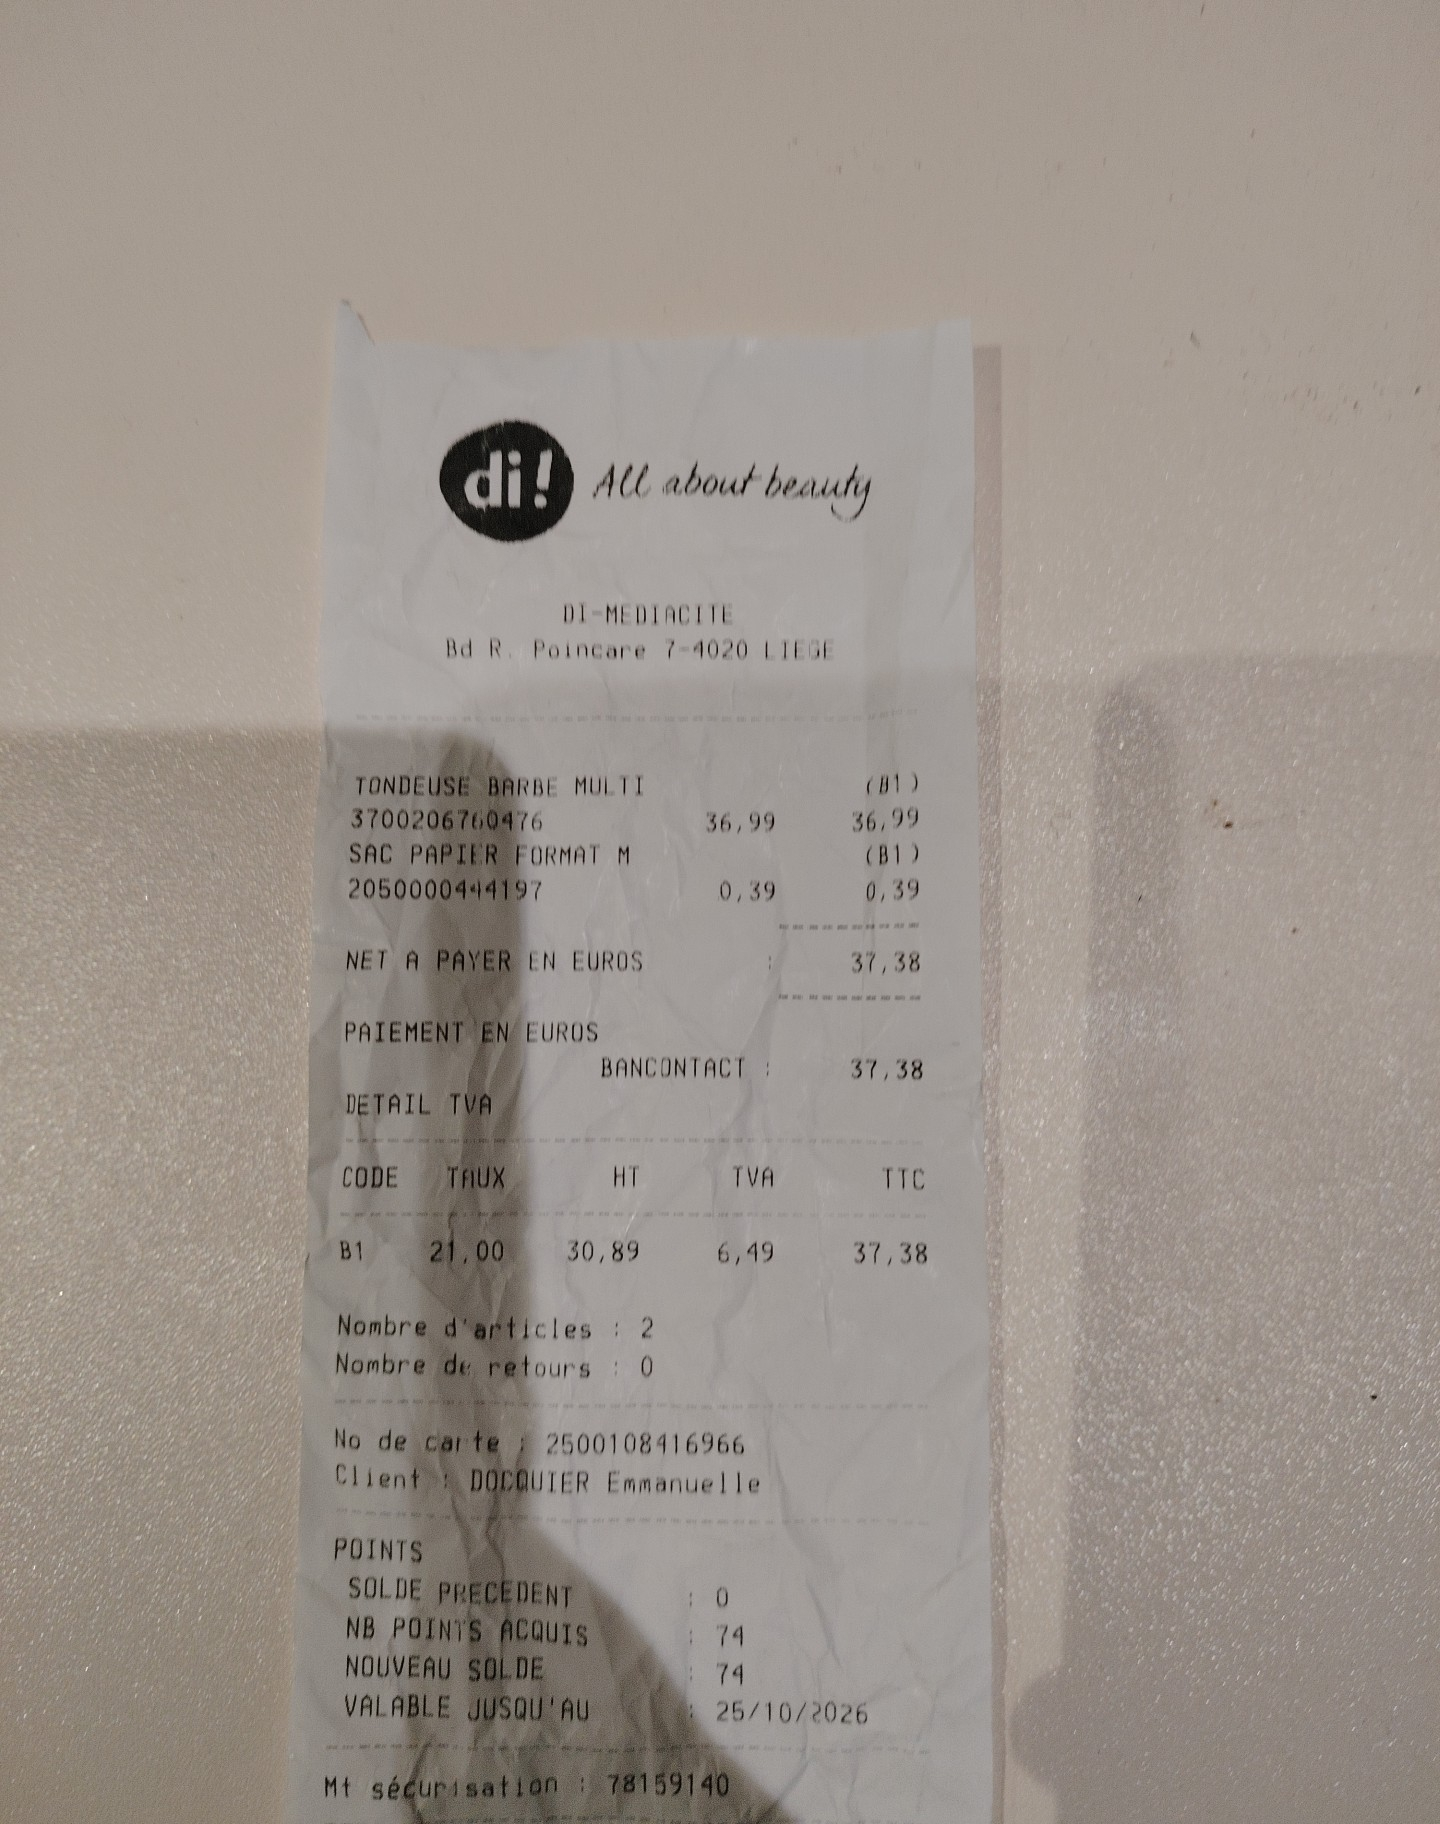 di! All about beauty
DI-MEDIACITE
Bd R. Poincare 7-4020 LIEGE
TONDEUSE BARBE MULTI (B1)
3700206760476 36,99 36,99
SAC PAPIER FORMAT M (B1)
2050000444197 0,39 0,39
NET A PAYER EN EUROS : 37,38
PAIEMENT EN EUROS
BANCONTACT : 37,38
DETAIL TVA
CODE TAUX HT TVA TTC
B1 21,00 30,89 6,49 37,38
Nombre d'articles : 2
Nombre de retours : 0
No de carte : 2500108416966
Client : DOCQUIER Emmanuelle
POINTS
SOLDE PRECEDENT : 0
NB POINTS ACQUIS : 74
NOUVEAU SOLDE : 74
VALABLE JUSQU'AU : 25/10/2026
Mt sécurisation : 78159140